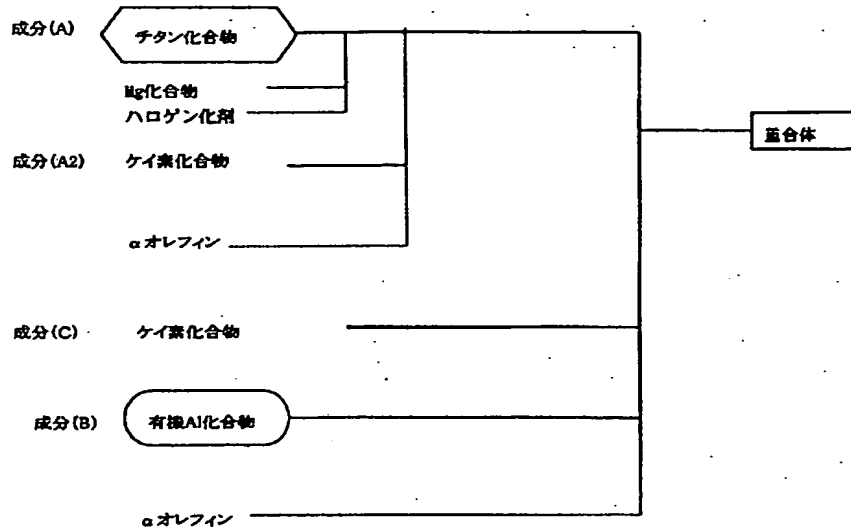 成分(A) チタン化合物
Mg化合物
ハロゲン化剤
重合体
成分(A2) ケイ素化合物
αオレフィン
成分(C) ケイ素化合物
成分(B) 有機Al化合物
αオレフィン